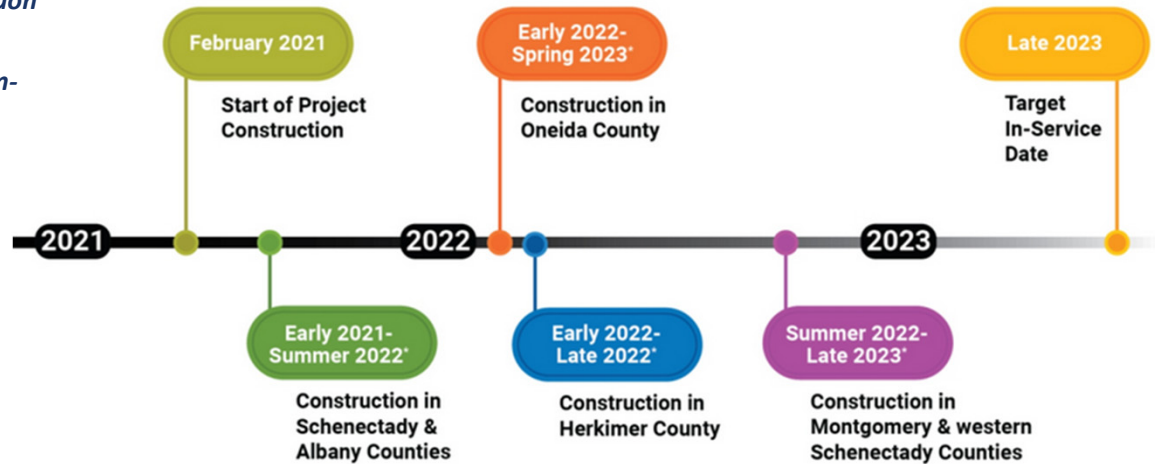 February 2021
Start of Project
Construction
Early 2022-
Spring 2023*
Construction in
Oneida County
Late 2023
Target
In-Service
Date
2021
2022
2023
Early 2021-
Summer 2022*
Construction in
Schenectady &
Albany Counties
Early 2022-
Late 2022*
Construction in
Herkimer County
Summer 2022-
Late 2023*
Construction in
Montgomery & western
Schenectady Counties